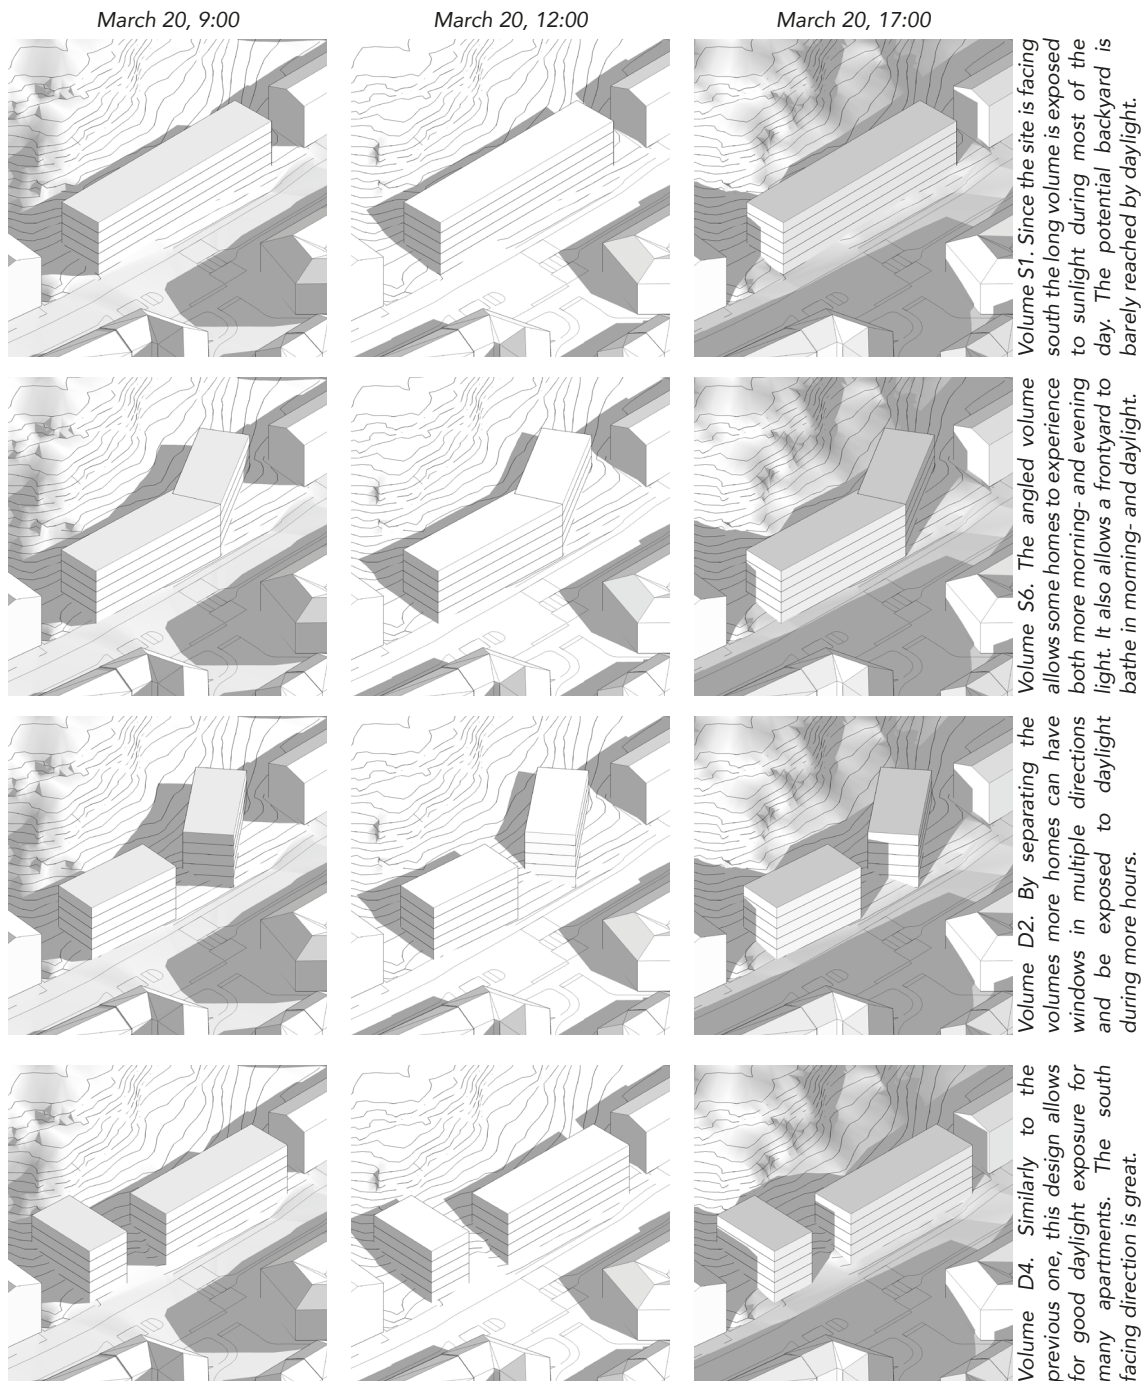 March 20, 9:00
March 20, 12:00
March 20, 17:00
Volume S1. Since the site is facing
south the long volume is exposed
to sunlight during most of the
day. The potential backyard is
barely reached by daylight.
Volume S6. The angled volume
allows some homes to experience
both more morning- and evening
light. It also allows a frontyard to
bathe in morning- and daylight.
Volume D2. By separating the
volumes more homes can have
windows in multiple directions
and be exposed to daylight
during more hours.
Volume D4. Similarly to the
previous one, this design allows
for good daylight exposure for
many apartments. The south
facing direction is great.